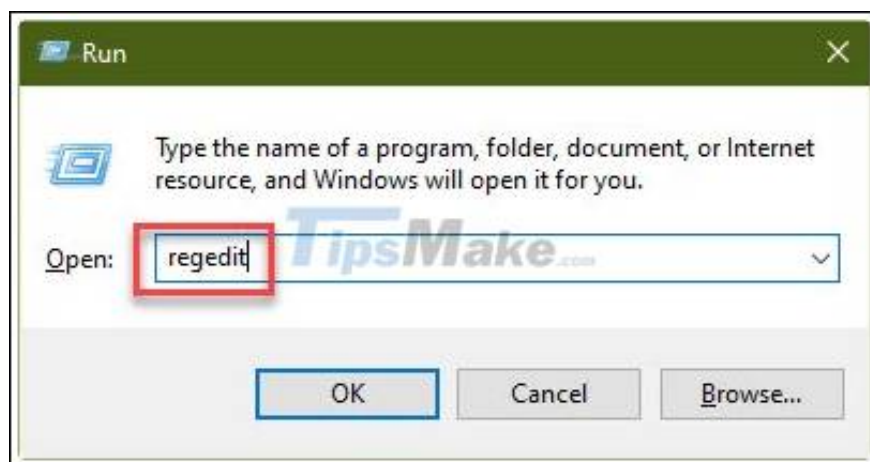 Run
Type the name of a program, folder, document, or Internet
resource, and Windows will open it for you.
TipsMake.com
Open: regedit
OK Cancel Browse...